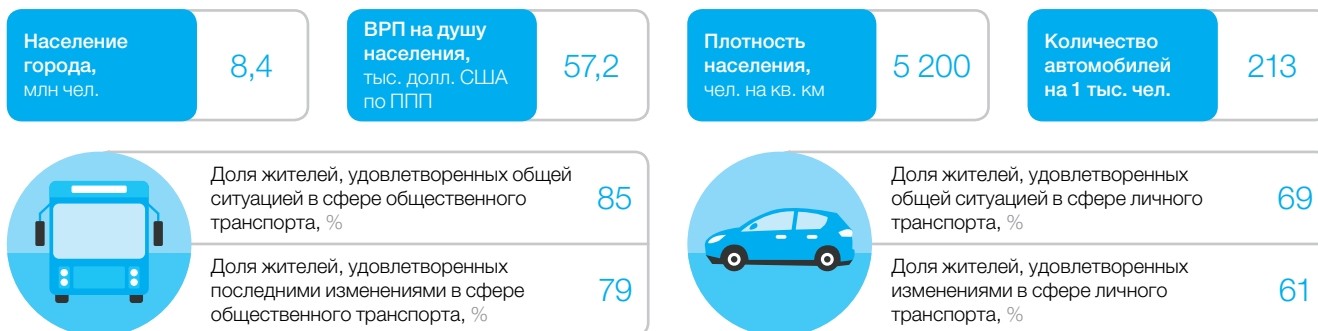 Население
города,
млн чел.
8,4
ВРП на душу
населения,
тыс. долл. США
по ППП
57,2
Плотность
населения,
чел. на кв. км
5 200
Количество
автомобилей
на 1 тыс. чел.
213
Доля жителей, удовлетворенных общей
ситуацией в сфере общественного
транспорта, %
85
Доля жителей, удовлетворенных
последними изменениями в сфере
общественного транспорта, %
79
Доля жителей, удовлетворенных
общей ситуацией в сфере личного
транспорта, %
69
Доля жителей, удовлетворенных
изменениями в сфере личного
транспорта, %
61